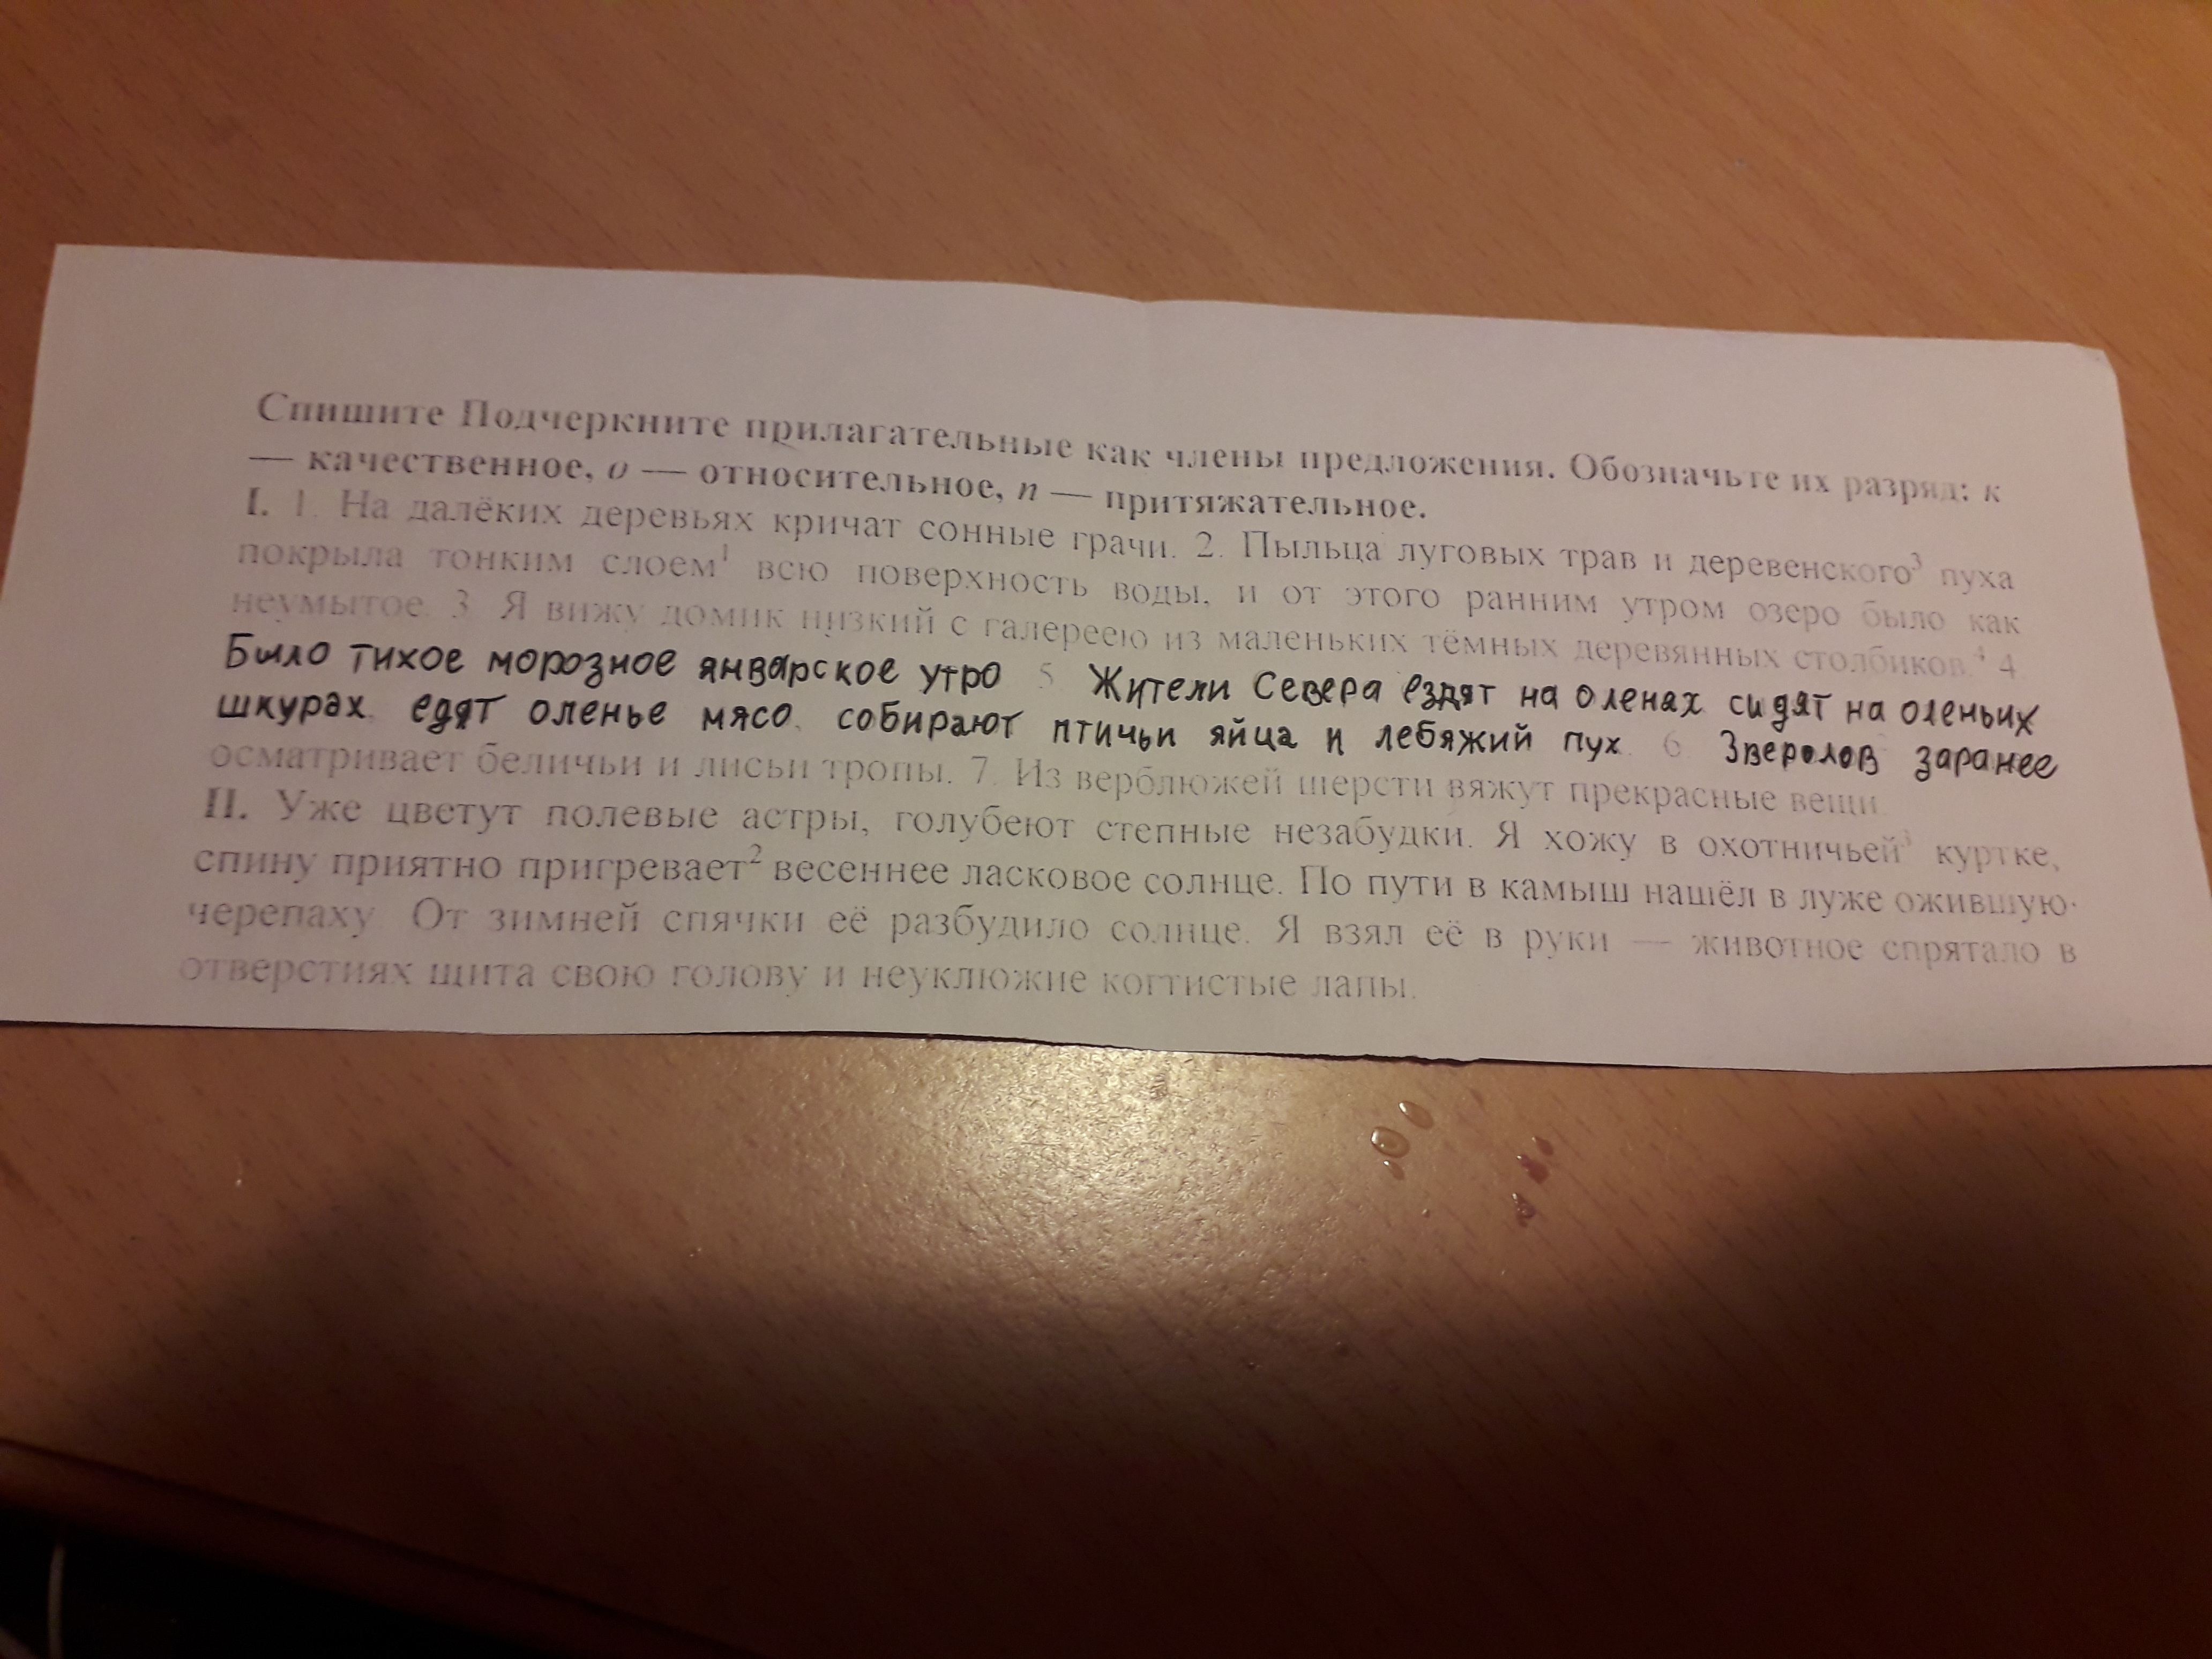 Спишите Подчеркните прилагательные как члены предложения. Обозначьте их разряд: к
— качественное, о — относительное, п — притяжательное.
I. 1. На далёких деревьях кричат сонные грачи. 2. Пыльца луговых трав и деревенского³ пуха
покрыла тонким слоем¹ всю поверхность воды, и от этого ранним утром озеро было как
неумытое. 3. Я вижу домик низкий с галереею из маленьких тёмных деревянных столбиков.⁴ 4
Было тихое морозное январское утро 5 Жители Севера ездят на оленах сидят на оленьих
шкурах. едят оленье мясо. собирают птичьи яйца и лебяжий пух 6 Зверолов заранее
осматривает беличьи и лисьи тропы. 7. Из верблюжей шерсти вяжут прекрасные вещи.
II. Уже цветут полевые астры, голубеют степные незабудки. Я хожу в охотничьей³ куртке,
спину приятно пригревает² весеннее ласковое солнце. По пути в камыш нашёл в луже ожившую
черепаху. От зимней спячки её разбудило солнце. Я взял её в руки — животное спрятало в
отверстиях щита свою голову и неуклюжие когтистые лапы.